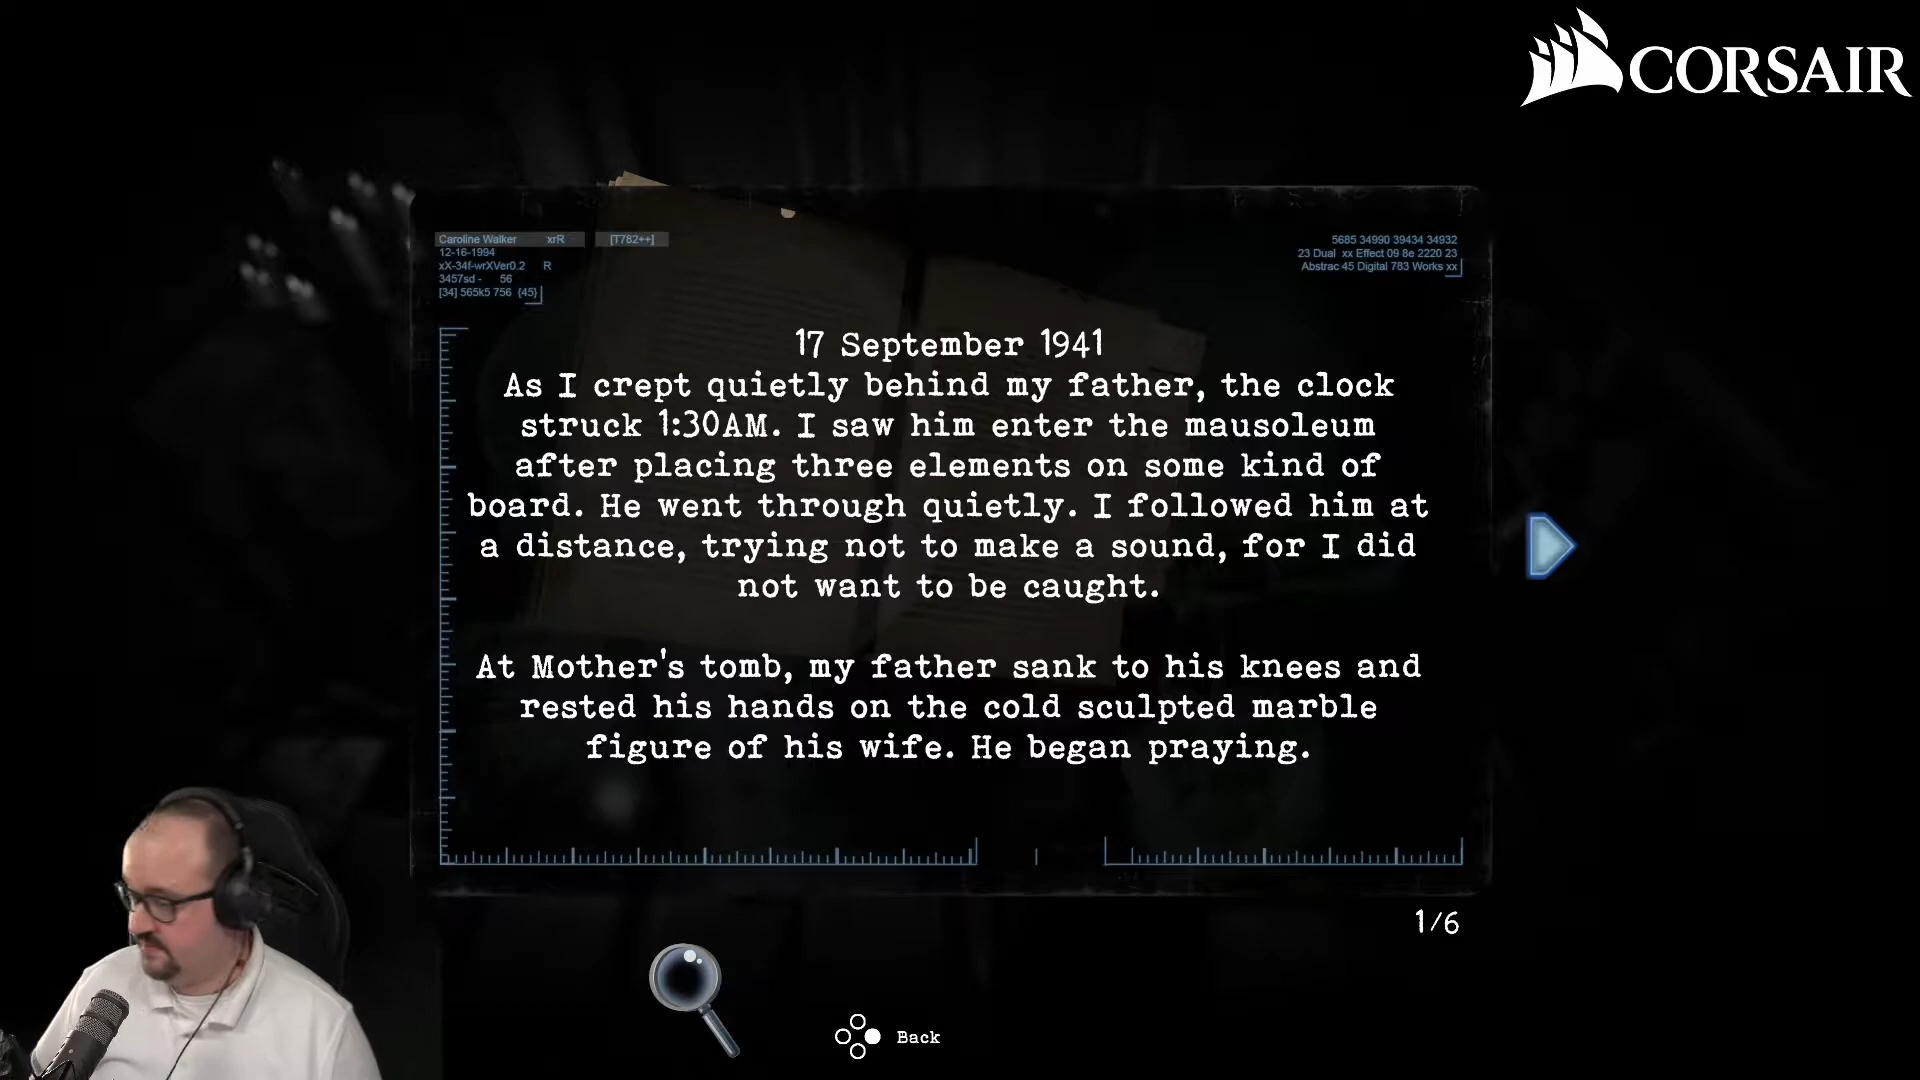 CORSAIR
Caroline Walker xrR [T782++]
12-16-1994
xX-34f-wrXVer0.2 R
3457sd - 56
[34] 565k5 756 {45}
5685 34990 39434 34932
23 Dual xx Effect 09 8e 2220 23
Abstrac 45 Digital 783 Works xx
17 September 1941
As I crept quietly behind my father, the clock
struck 1:30AM. I saw him enter the mausoleum
after placing three elements on some kind of
board. He went through quietly. I followed him at
a distance, trying not to make a sound, for I did
not want to be caught.
At Mother's tomb, my father sank to his knees and
rested his hands on the cold sculpted marble
figure of his wife. He began praying.
1/6
Back